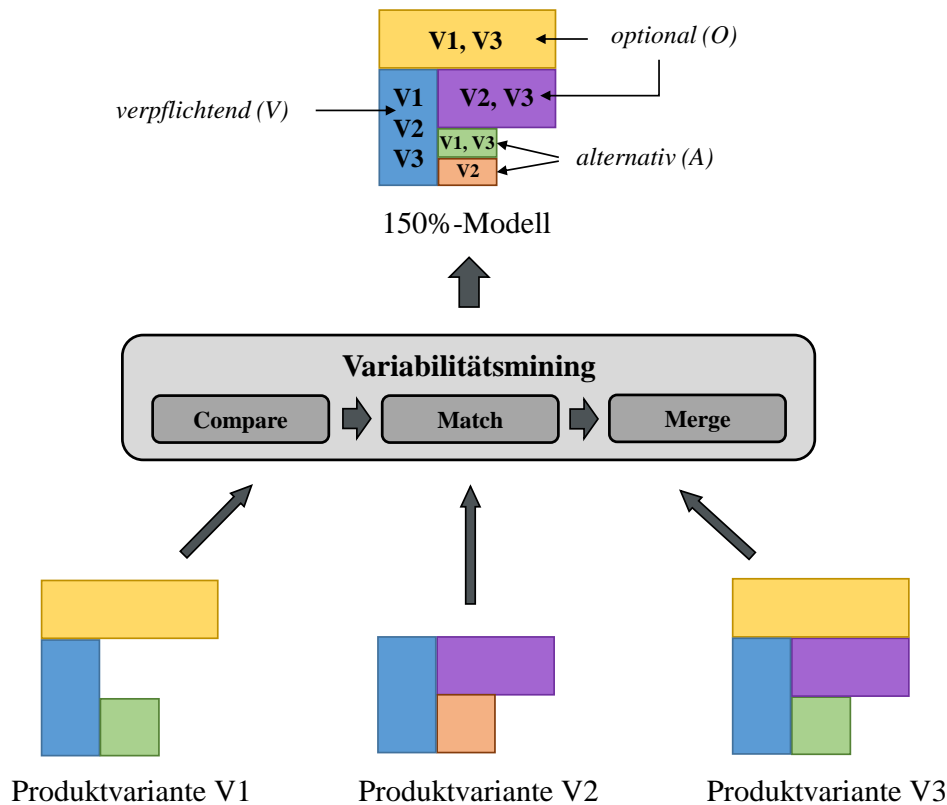 V1, V3
optional (O)
verpflichtend (V)
V1
V2
V3
V2, V3
V1, V3
alternativ (A)
V2
150%-Modell
Variabilitätsmining
Compare
Match
Merge
Produktvariante V1
Produktvariante V2
Produktvariante V3